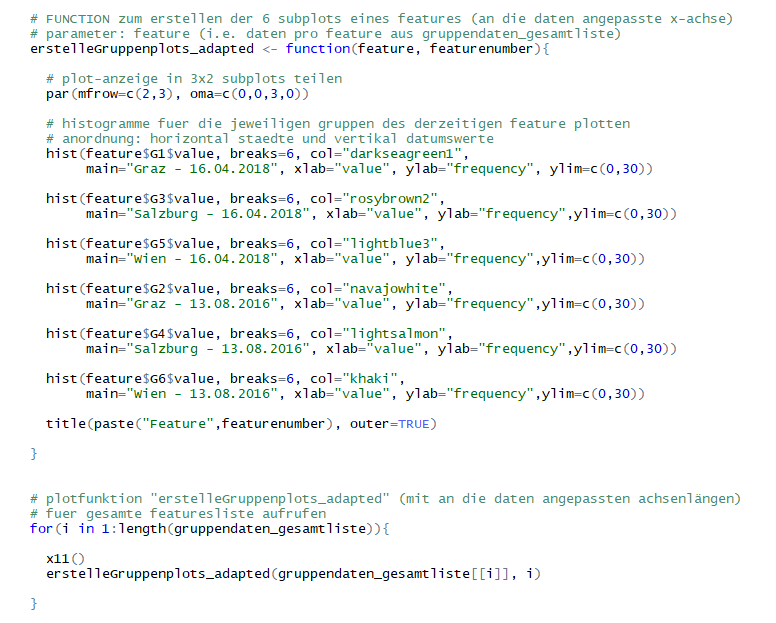 # FUNCTION zum erstellen der 6 subplots eines features (an die daten angepasste x-achse)
# parameter: feature (i.e. daten pro feature aus gruppendaten_gesamtliste)
erstelleGruppenplots_adapted <- function(feature, featurenumber){
  # plot-anzeige in 3x2 subplots teilen
  par(mfrow=c(2,3), oma=c(0,0,3,0))
  # histogramme fuer die jeweiligen gruppen des derzeitigen feature plotten
  # anordnung: horizontal staedte und vertikal datumswerte
  hist(feature$G1$value, breaks=6, col="darkseagreen1",
       main="Graz - 16.04.2018", xlab="value", ylab="frequency", ylim=c(0,30))
  hist(feature$G3$value, breaks=6, col="rosybrown2",
       main="Salzburg - 16.04.2018", xlab="value", ylab="frequency",ylim=c(0,30))
  hist(feature$G5$value, breaks=6, col="lightblue3",
       main="Wien - 16.04.2018", xlab="value", ylab="frequency",ylim=c(0,30))
  hist(feature$G2$value, breaks=6, col="navajowhite",
       main="Graz - 13.08.2016", xlab="value", ylab="frequency",ylim=c(0,30))
  hist(feature$G4$value, breaks=6, col="lightsalmon",
       main="Salzburg - 13.08.2016", xlab="value", ylab="frequency",ylim=c(0,30))
  hist(feature$G6$value, breaks=6, col="khaki",
       main="Wien - 13.08.2016", xlab="value", ylab="frequency",ylim=c(0,30))
  title(paste("Feature",featurenumber), outer=TRUE)
}
# plotfunktion "erstelleGruppenplots_adapted" (mit an die daten angepassten achsenlängen)
# fuer gesamte featuresliste aufrufen
for(i in 1:length(gruppendaten_gesamtliste)){
  x11()
  erstelleGruppenplots_adapted(gruppendaten_gesamtliste[[i]], i)
}